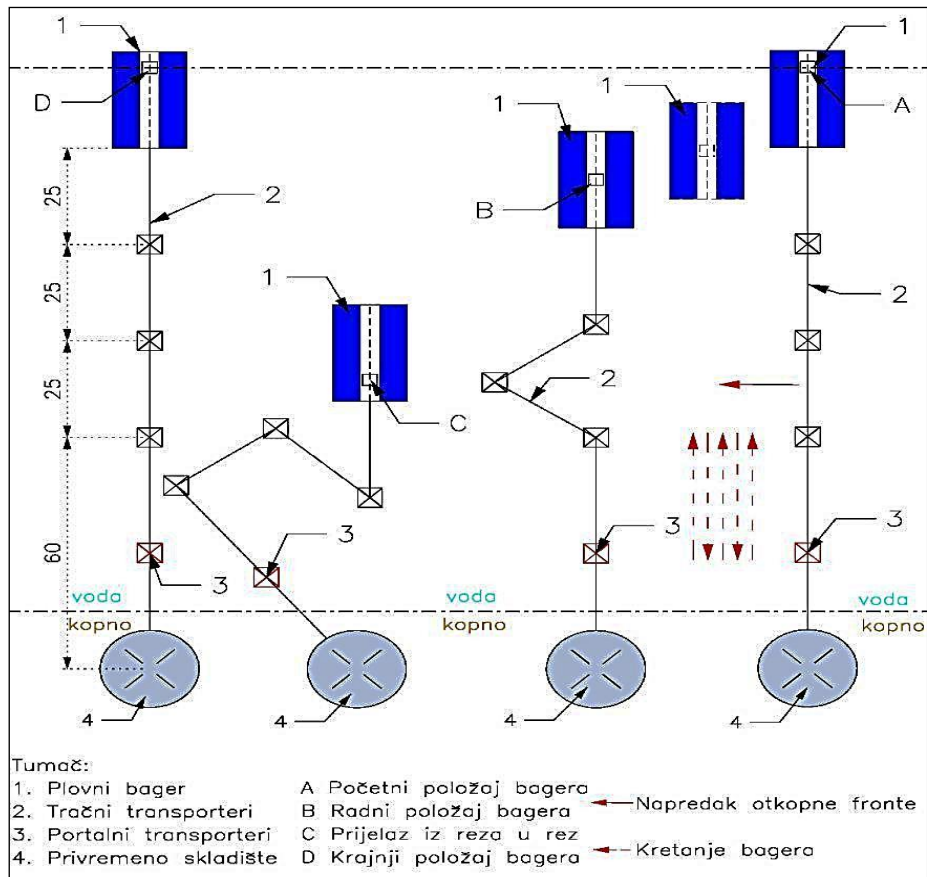 1
1
D
A
1
1
B
25
2
25
1
2
2
25
C
3
3
3
60
3
voda
kopno
voda
kopno
voda
kopno
4
4
4
4
Tumač:
1. Plovni bager
2. Tračni transporteri
3. Portalni transporteri
4. Privremeno skladište
A Početni položaj bagera
B Radni položaj bagera
C Prijelaz iz reza u rez
D Krajnji položaj bagera
Napredak otkopne fronte
Kretanje bagera